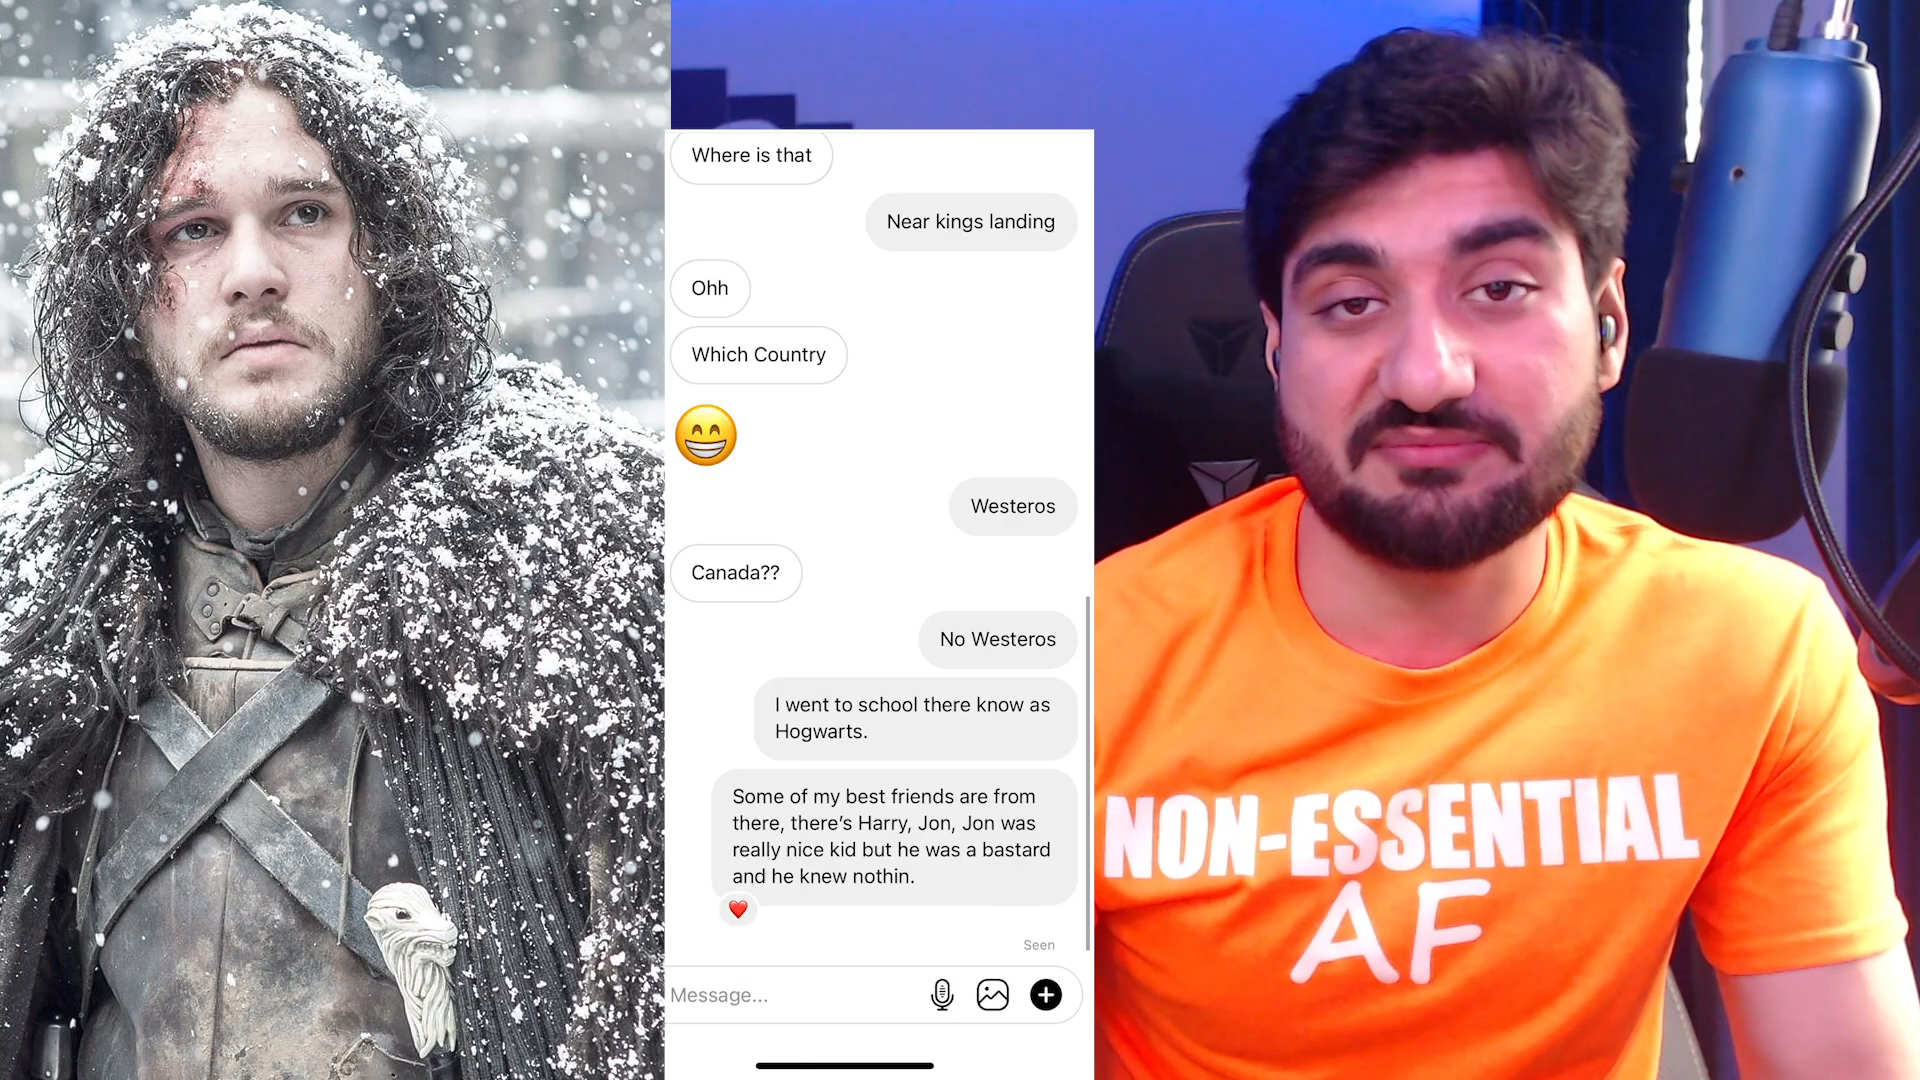 Where is that
Near kings landing
Ohh
Which Country
Westeros
Canada??
No Westeros
I went to school there know as
Hogwarts.
Some of my best friends are from
there, there's Harry, Jon, Jon was
really nice kid but he was a bastard
and he knew nothin.
Seen
Message...
NON-ESSENTIAL
AF